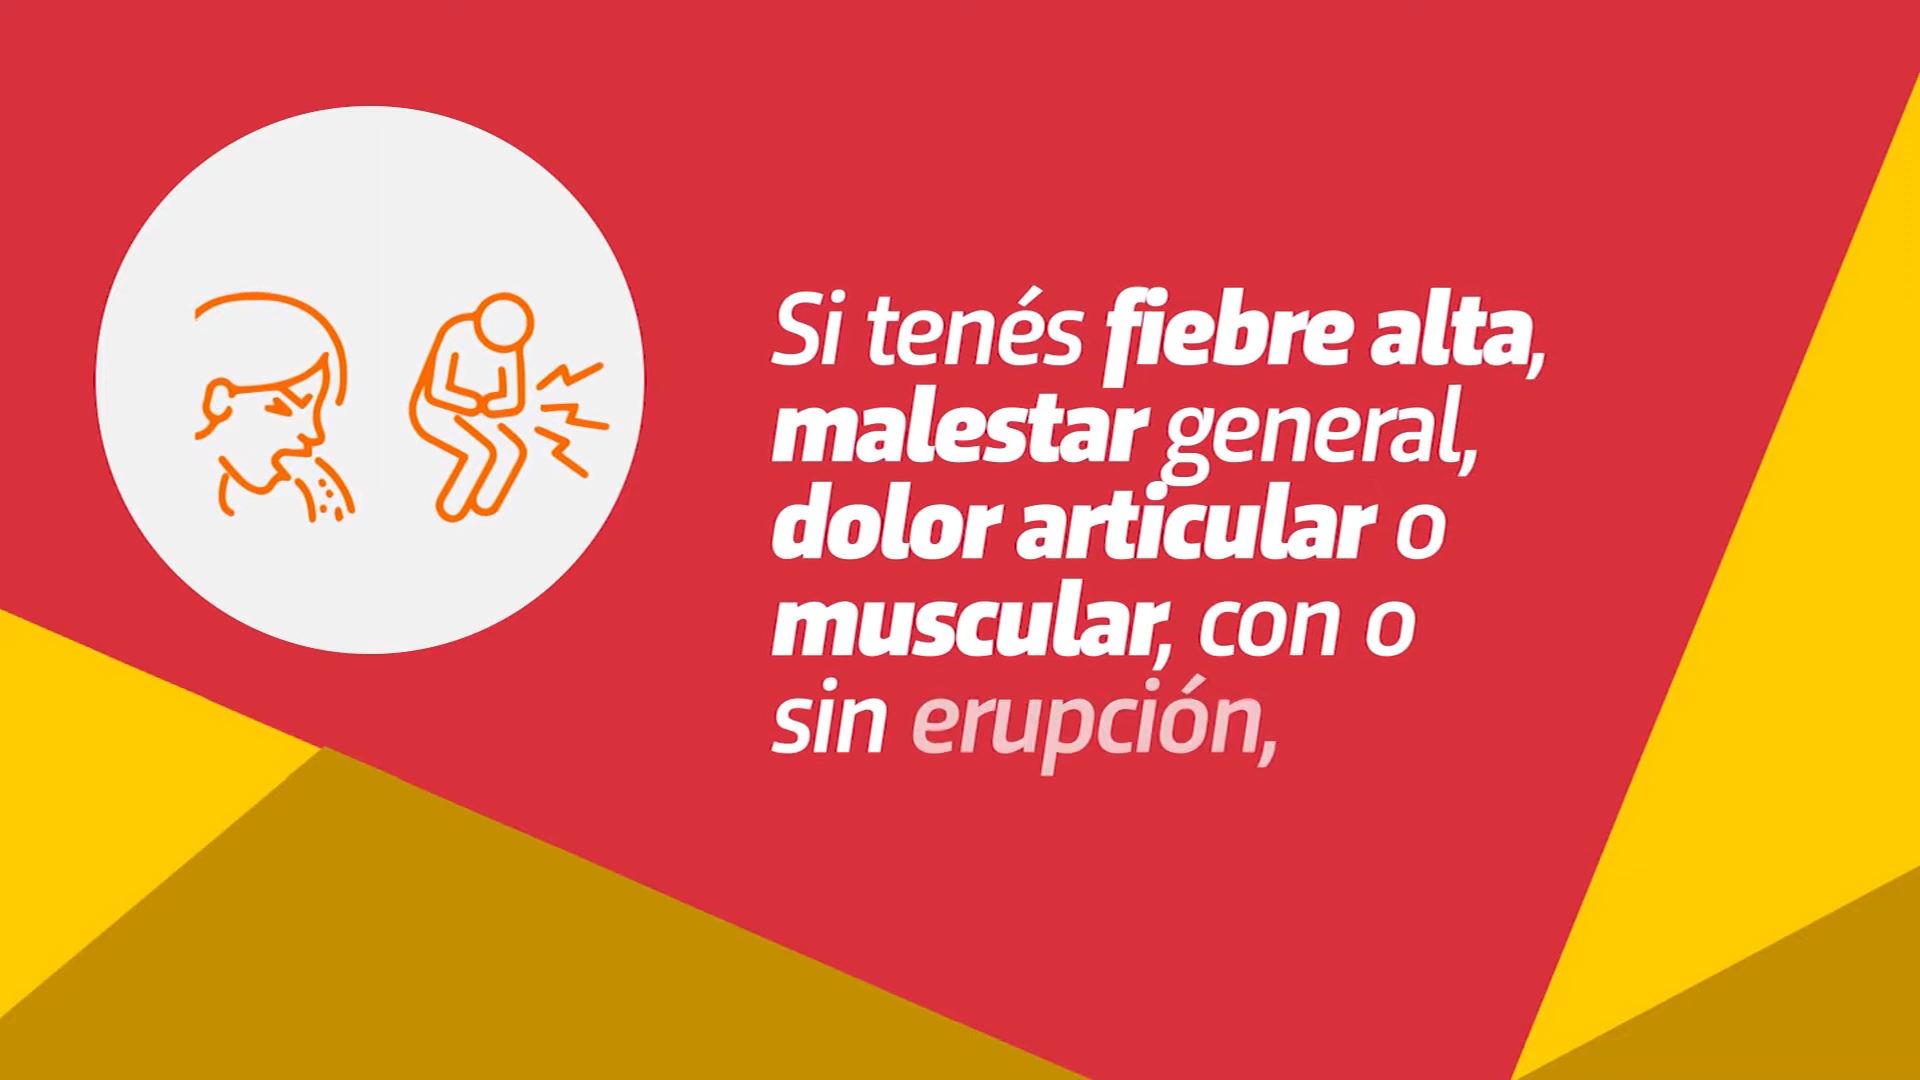 Si tenés fiebre alta,
malestar general,
dolor articular o
muscular, con o
sin erupción,